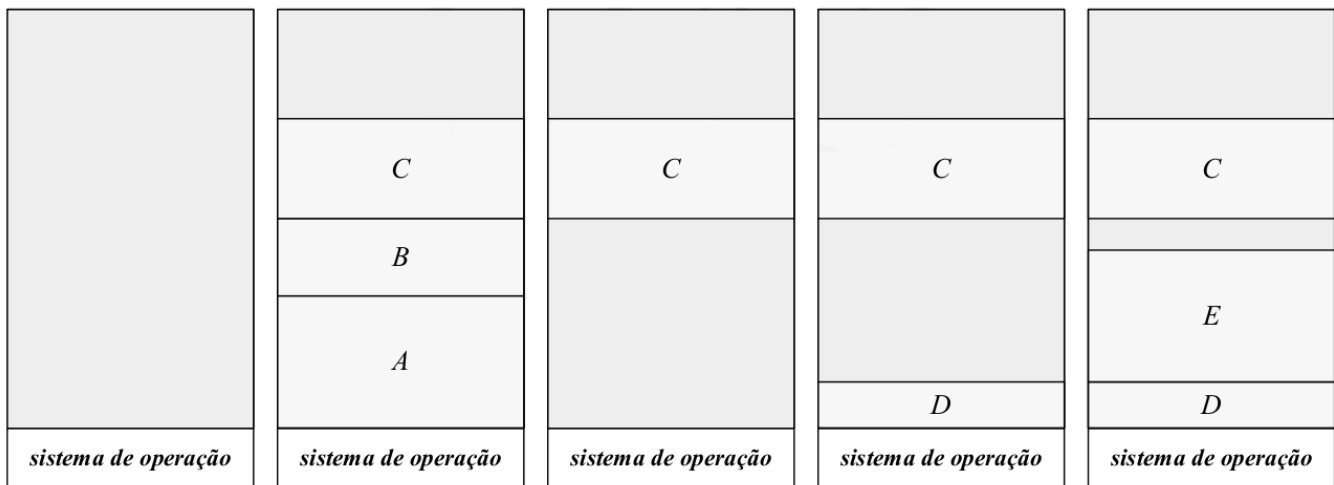 C
C
C
C
B
E
A
D
D
sistema de operação
sistema de operação
sistema de operação
sistema de operação
sistema de operação